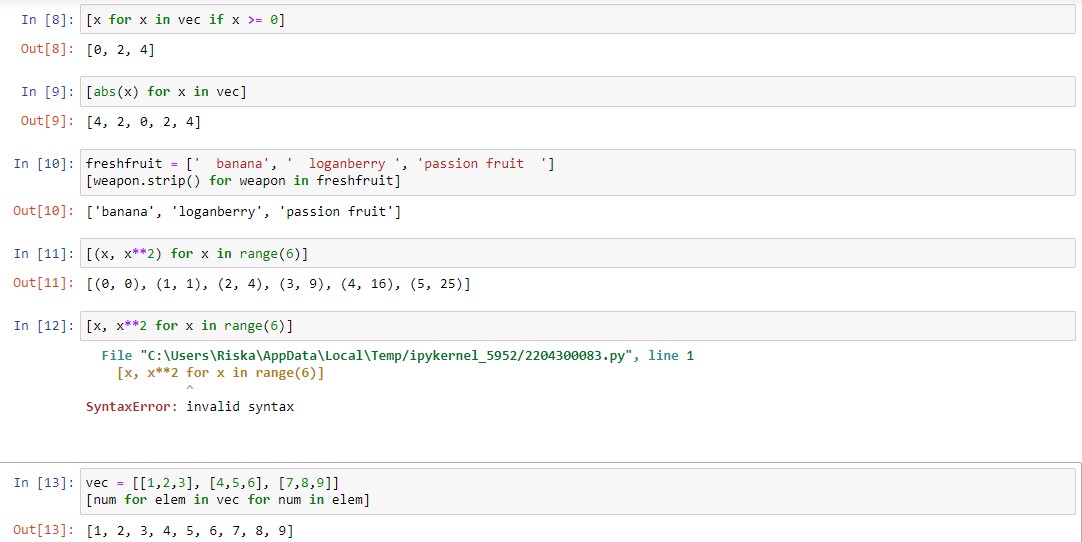 In [8]: [x for x in vec if x >= 0]
Out[8]: [0, 2, 4]
In [9]: [abs(x) for x in vec]
Out[9]: [4, 2, 0, 2, 4]
In [10]: freshfruit = ['  banana', '  loganberry ', 'passion fruit  ']
[weapon.strip() for weapon in freshfruit]
Out[10]: ['banana', 'loganberry', 'passion fruit']
In [11]: [(x, x**2) for x in range(6)]
Out[11]: [(0, 0), (1, 1), (2, 4), (3, 9), (4, 16), (5, 25)]
In [12]: [x, x**2 for x in range(6)]
File "C:\Users\Riska\AppData\Local\Temp/ipykernel_5952/2204300083.py", line 1
[x, x**2 for x in range(6)]
^
SyntaxError: invalid syntax
In [13]: vec = [[1,2,3], [4,5,6], [7,8,9]]
[num for elem in vec for num in elem]
Out[13]: [1, 2, 3, 4, 5, 6, 7, 8, 9]